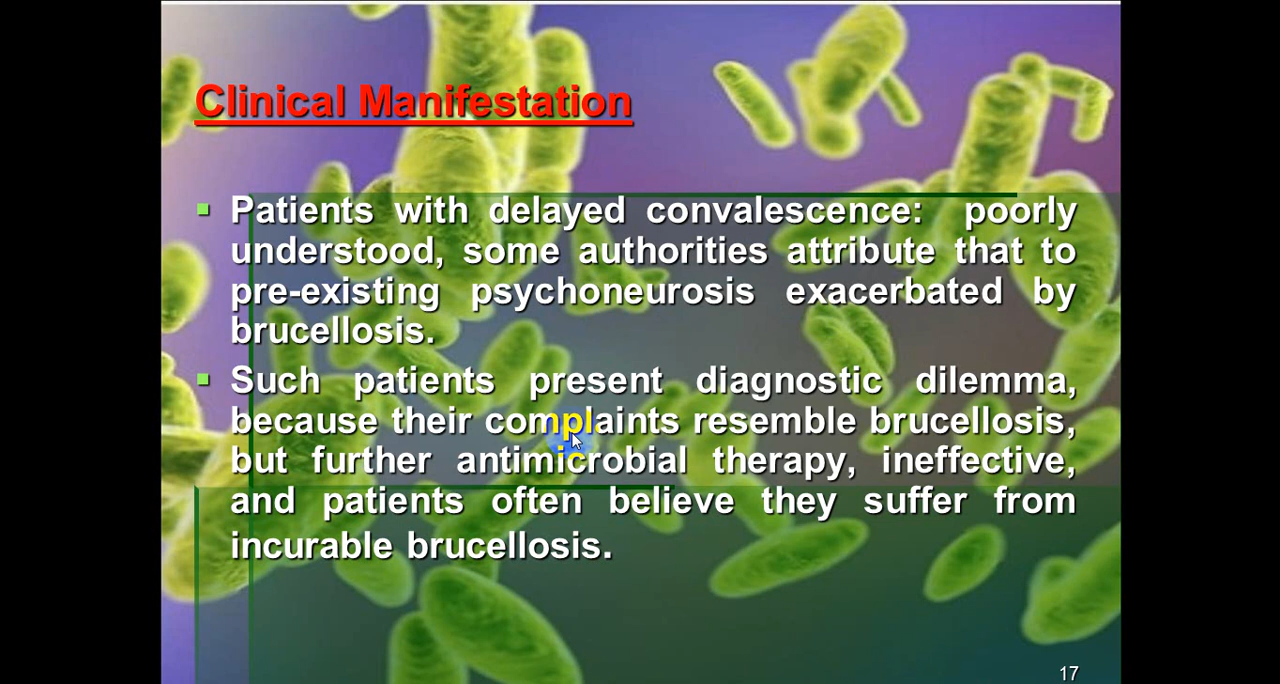 Clinical Manifestation
▪ Patients with delayed convalescence: poorly
understood, some authorities attribute that to
pre-existing psychoneurosis exacerbated by
brucellosis.
▪ Such patients present diagnostic dilemma,
because their complaints resemble brucellosis,
but further antimicrobial therapy, ineffective,
and patients often believe they suffer from
incurable brucellosis.
17